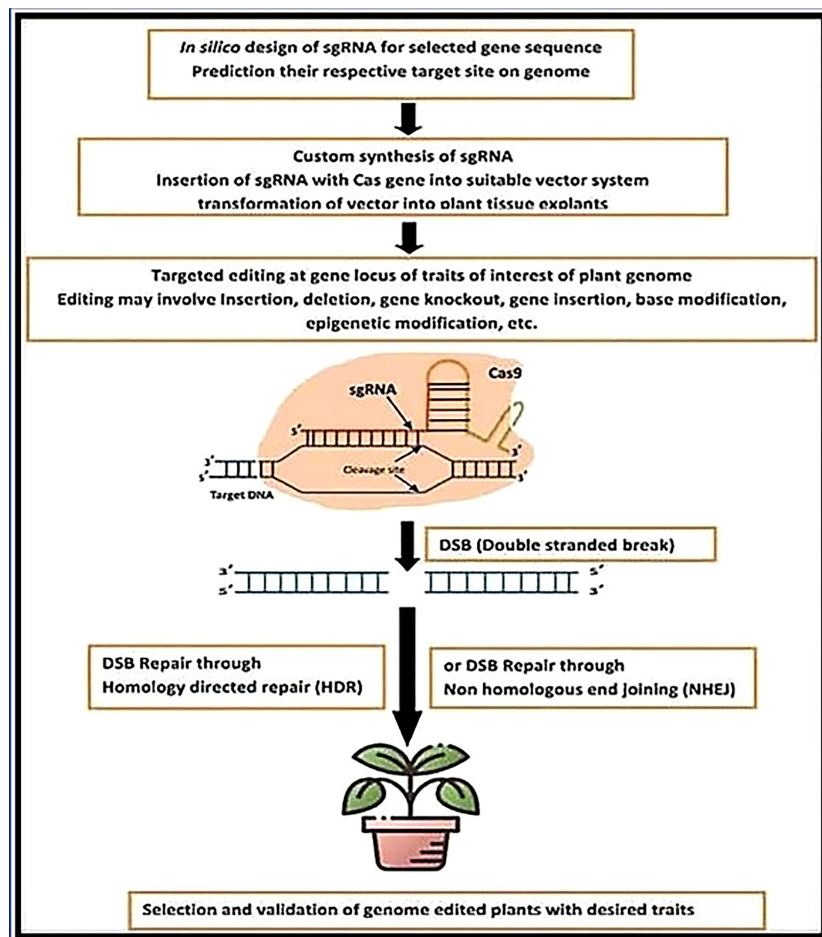 In silico design of sgRNA for selected gene sequence
Prediction their respective target site on genome
Custom synthesis of sgRNA
Insertion of sgRNA with Cas gene into suitable vector system
transformation of vector into plant tissue explants
Targeted editing at gene locus of traits of interest of plant genome
Editing may involve Insertion, deletion, gene knockout, gene insertion, base modification,
epigenetic modification, etc.
Cas9
sgRNA
5′
3′
3′
5′
Cleavage site
3′
Target DNA
DSB (Double stranded break)
3′ 5′
5′ 3′
DSB Repair through
Homology directed repair (HDR)
or DSB Repair through
Non homologous end joining (NHEJ)
Selection and validation of genome edited plants with desired traits